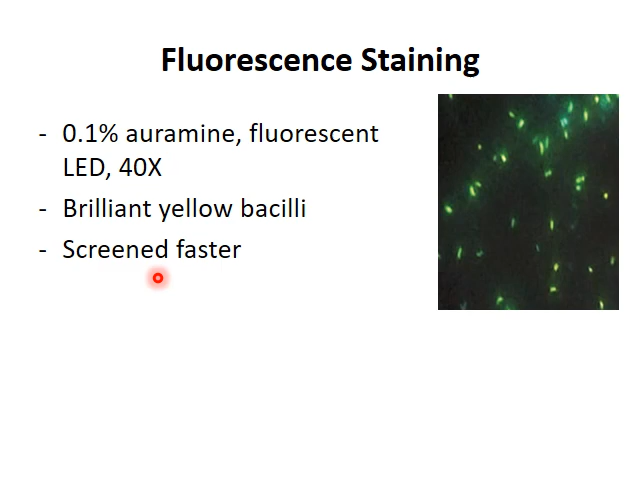 Fluorescence Staining
- 0.1% auramine, fluorescent
LED, 40X
- Brilliant yellow bacilli
- Screened faster